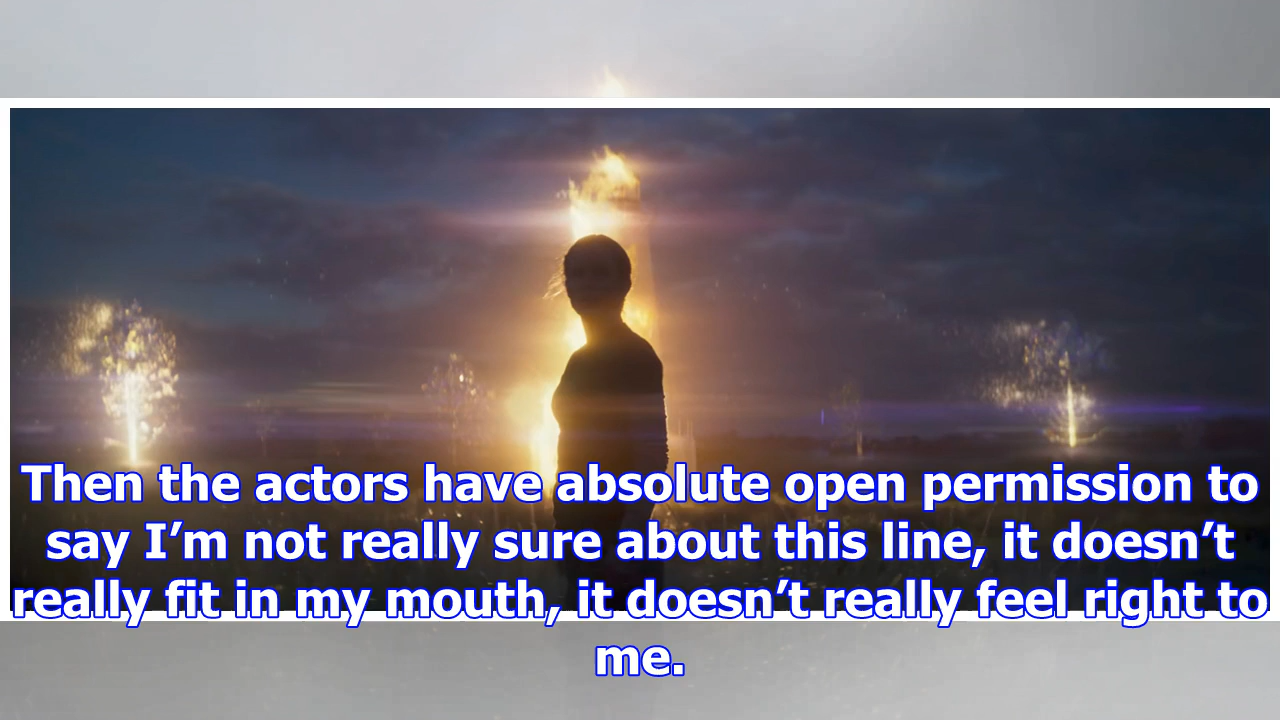 Then the actors have absolute open permission to
say I’m not really sure about this line, it doesn’t
really fit in my mouth, it doesn’t really feel right to
me.